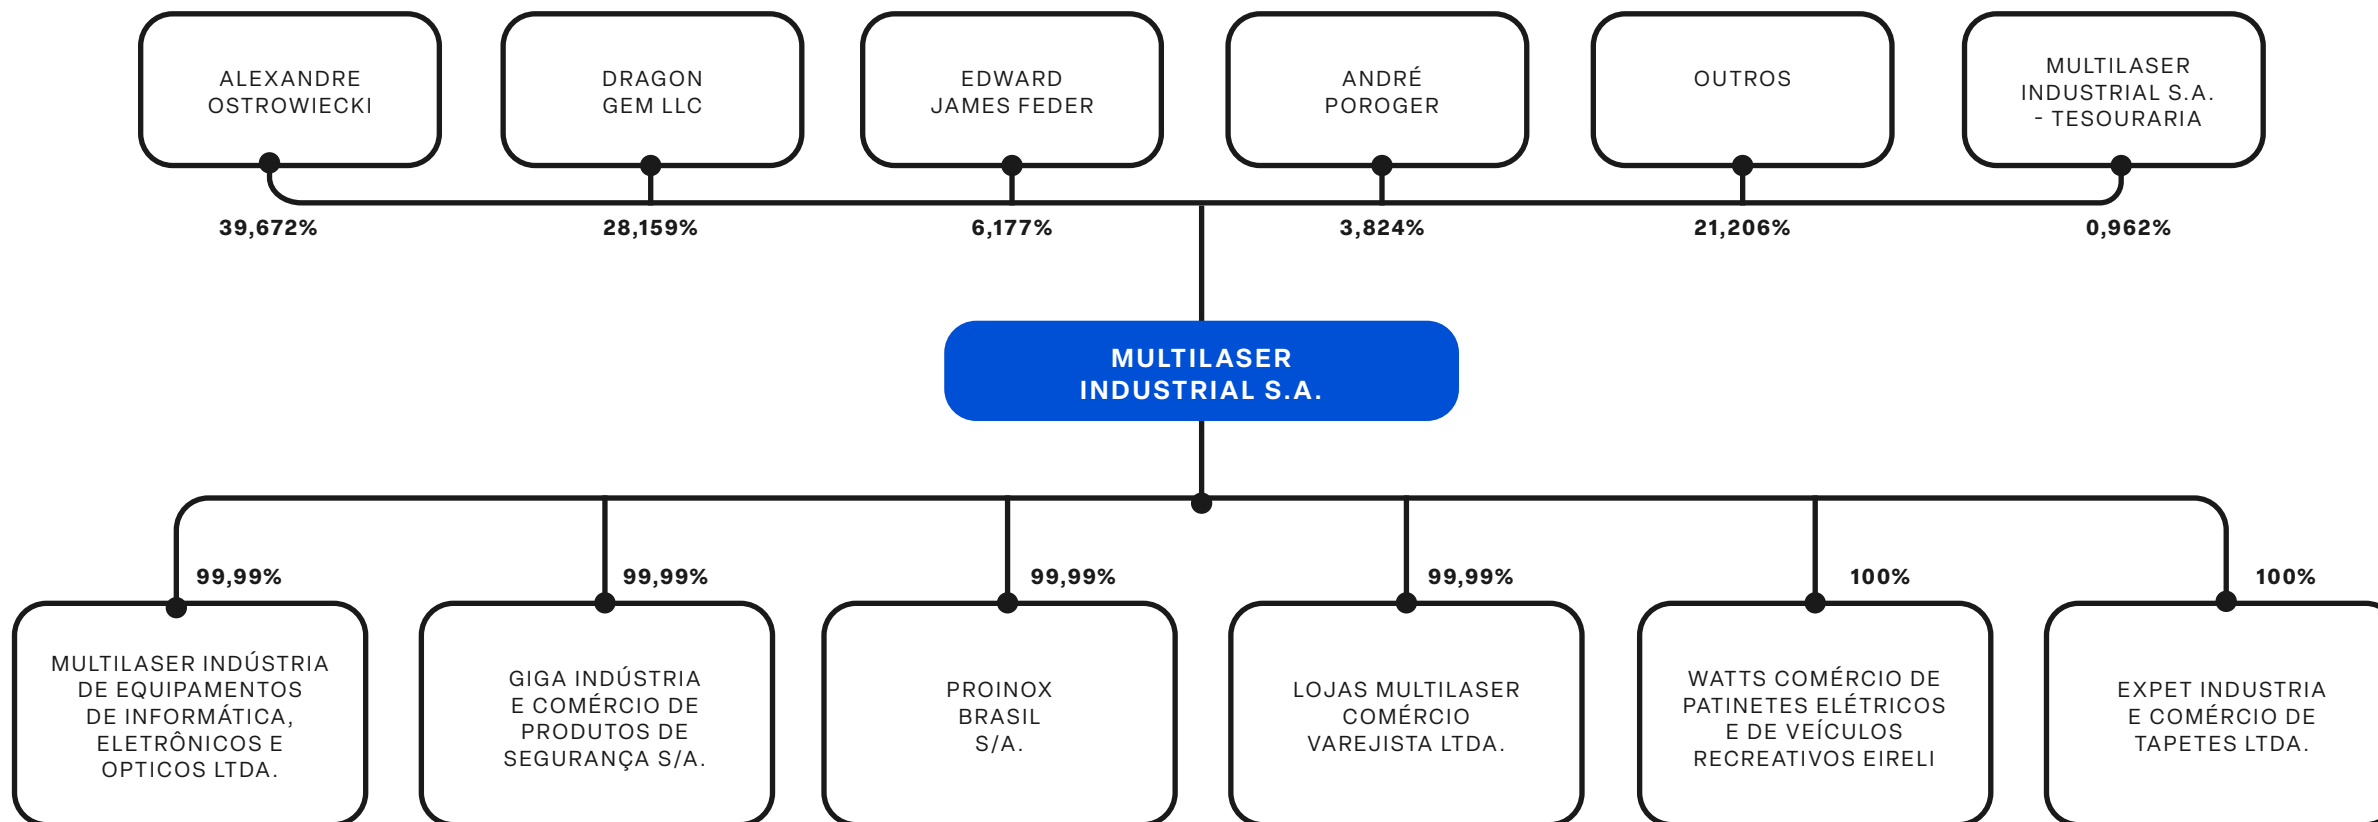 ALEXANDRE
OSTROWIECKI
DRAGON
GEM LLC
EDWARD
JAMES FEDER
ANDRÉ
POROGER
OUTROS
MULTILASER
INDUSTRIAL S.A.
- TESOURARIA
39,672%
28,159%
6,177%
3,824%
21,206%
0,962%
MULTILASER
INDUSTRIAL S.A.
99,99%
99,99%
99,99%
99,99%
100%
100%
MULTILASER INDÚSTRIA
DE EQUIPAMENTOS
DE INFORMÁTICA,
ELETRÔNICOS E
OPTICOS LTDA.
GIGA INDÚSTRIA
E COMÉRCIO DE
PRODUTOS DE
SEGURANÇA S/A.
PROINOX
BRASIL
S/A.
LOJAS MULTILASER
COMÉRCIO
VAREJISTA LTDA.
WATTS COMÉRCIO DE
PATINETES ELÉTRICOS
E DE VEÍCULOS
RECREATIVOS EIRELI
EXPET INDUSTRIA
E COMÉRCIO DE
TAPETES LTDA.